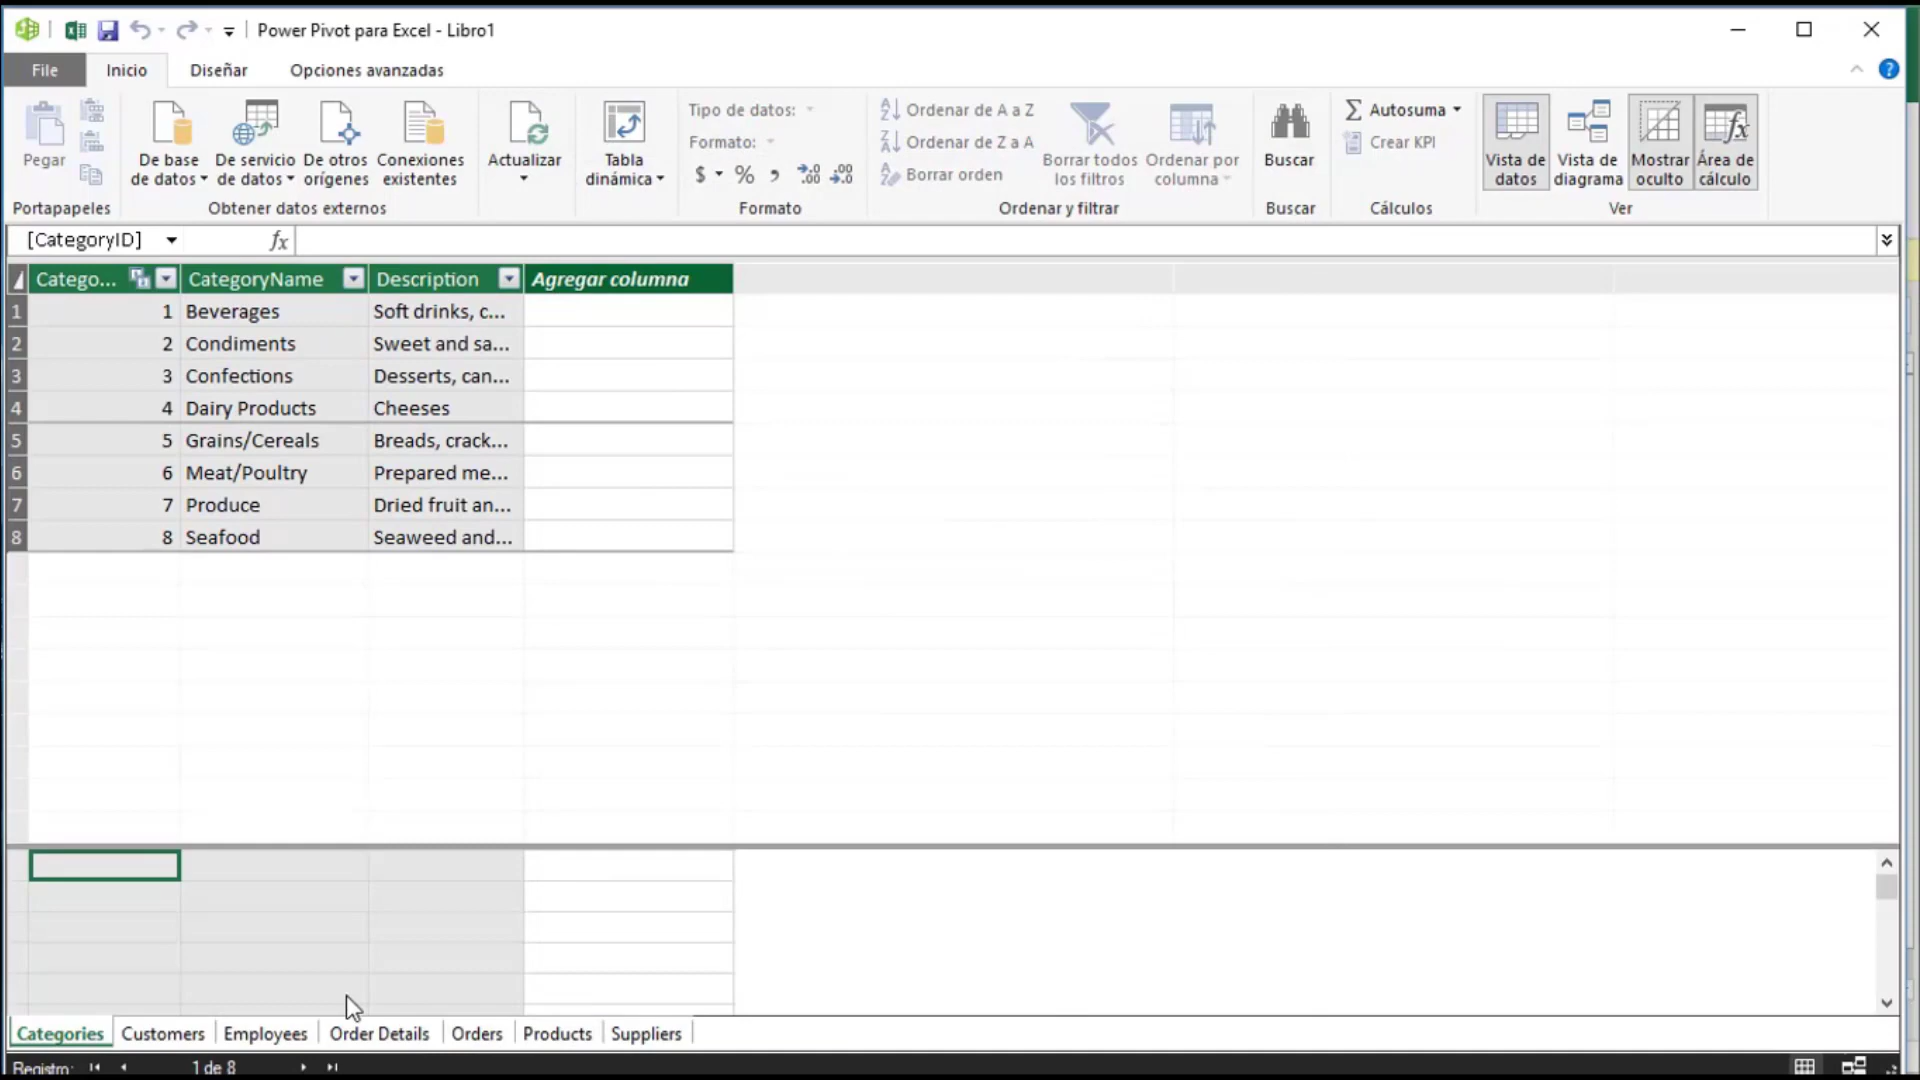 Power Pivot para Excel - Libro1
File Inicio Diseñar Opciones avanzadas
Pegar
Portapapeles
De base de datos
De servicio de datos
De otros orígenes
Conexiones existentes
Obtener datos externos
Actualizar
Tabla dinámica
Tipo de datos:
Formato:
$ % , .00 .00
Formato
Ordenar de A a Z
Ordenar de Z a A
Borrar orden
Borrar todos los filtros
Ordenar por columna
Ordenar y filtrar
Buscar
Buscar
Σ Autosuma
Crear KPI
Cálculos
Vista de datos
Vista de diagrama
Mostrar oculto
Área de cálculo
Ver
[CategoryID] fx
Catego... CategoryName Description Agregar columna
1 1 Beverages Soft drinks, c...
2 2 Condiments Sweet and sa...
3 3 Confections Desserts, can...
4 4 Dairy Products Cheeses
5 5 Grains/Cereals Breads, crack...
6 6 Meat/Poultry Prepared me...
7 7 Produce Dried fruit an...
8 8 Seafood Seaweed and...
Categories Customers Employees Order Details Orders Products Suppliers
Registro: 1 de 8